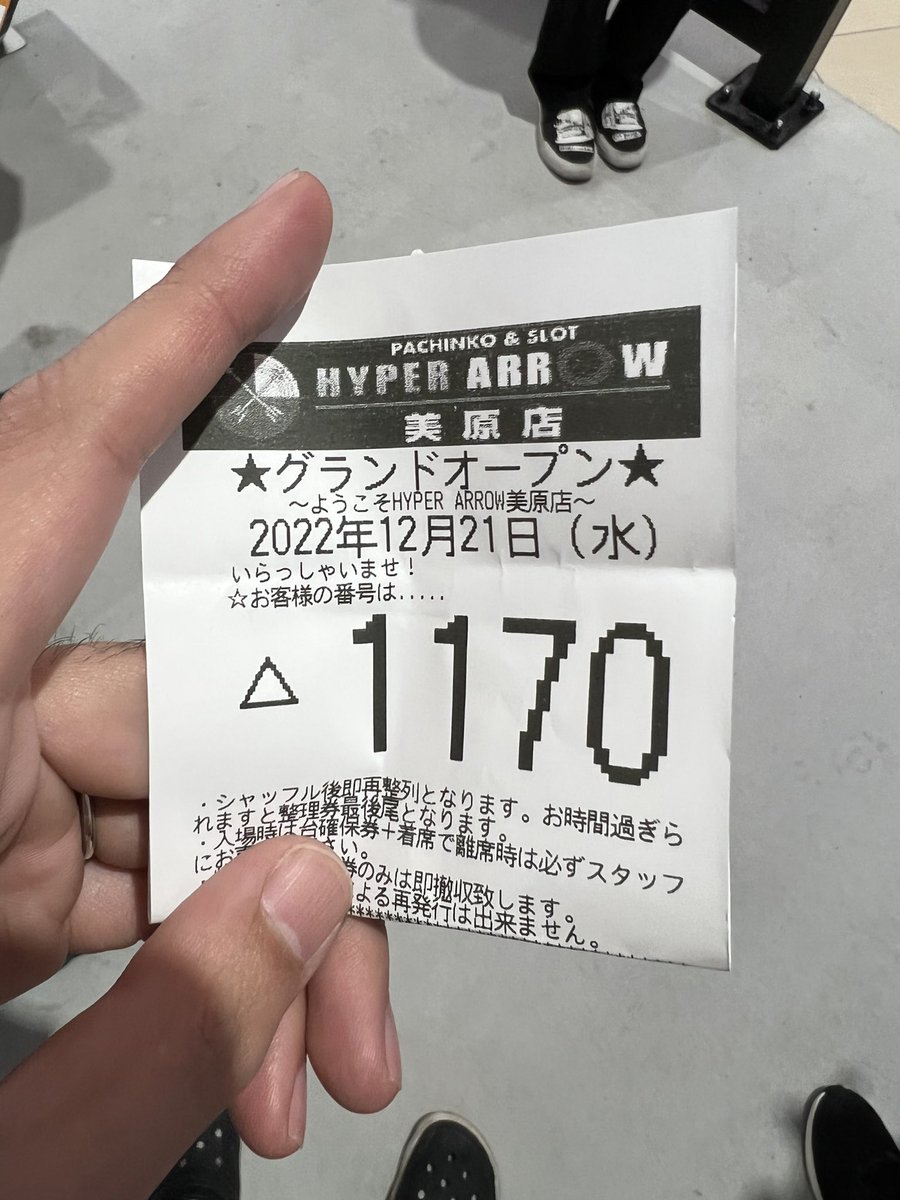 PACHINKO & SLOT
HYPER ARROW
美原店
★グランドオープン★
～ようこそHYPER ARROW美原店～
2022年12月21日（水）
いらっしゃいませ！
☆お客様の番号は.....
△ 1170
・シャッフル後即再整列となります。お時間過ぎら
れますと整理券最後尾となります。
・入場時は台確保券＋着席で離席時は必ずスタッフ
にお さい。
券のみは即撤収致します。
よる再発行は出来ません。